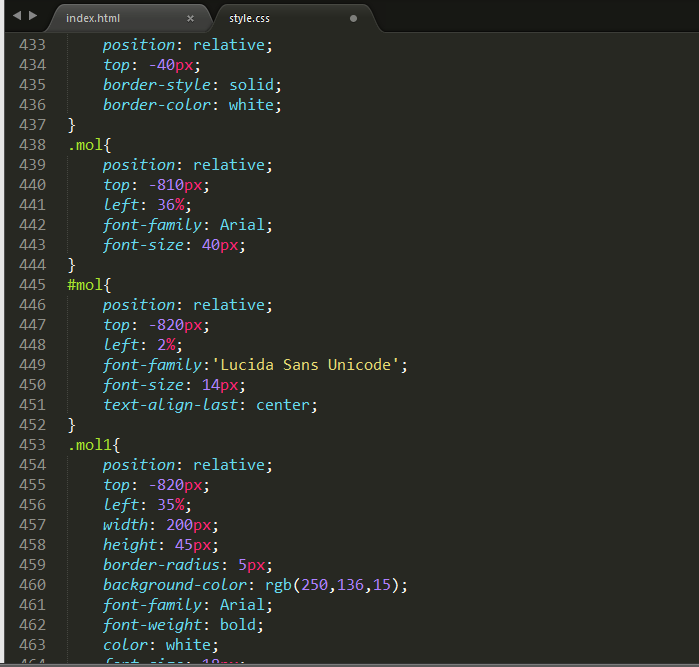 index.html × style.css
433 position: relative;
434 top: -40px;
435 border-style: solid;
436 border-color: white;
437 }
438 .mol{
439 position: relative;
440 top: -810px;
441 left: 36%;
442 font-family: Arial;
443 font-size: 40px;
444 }
445 #mol{
446 position: relative;
447 top: -820px;
448 left: 2%;
449 font-family:'Lucida Sans Unicode';
450 font-size: 14px;
451 text-align-last: center;
452 }
453 .mol1{
454 position: relative;
455 top: -820px;
456 left: 35%;
457 width: 200px;
458 height: 45px;
459 border-radius: 5px;
460 background-color: rgb(250,136,15);
461 font-family: Arial;
462 font-weight: bold;
463 color: white;
464 font-size: 18px;